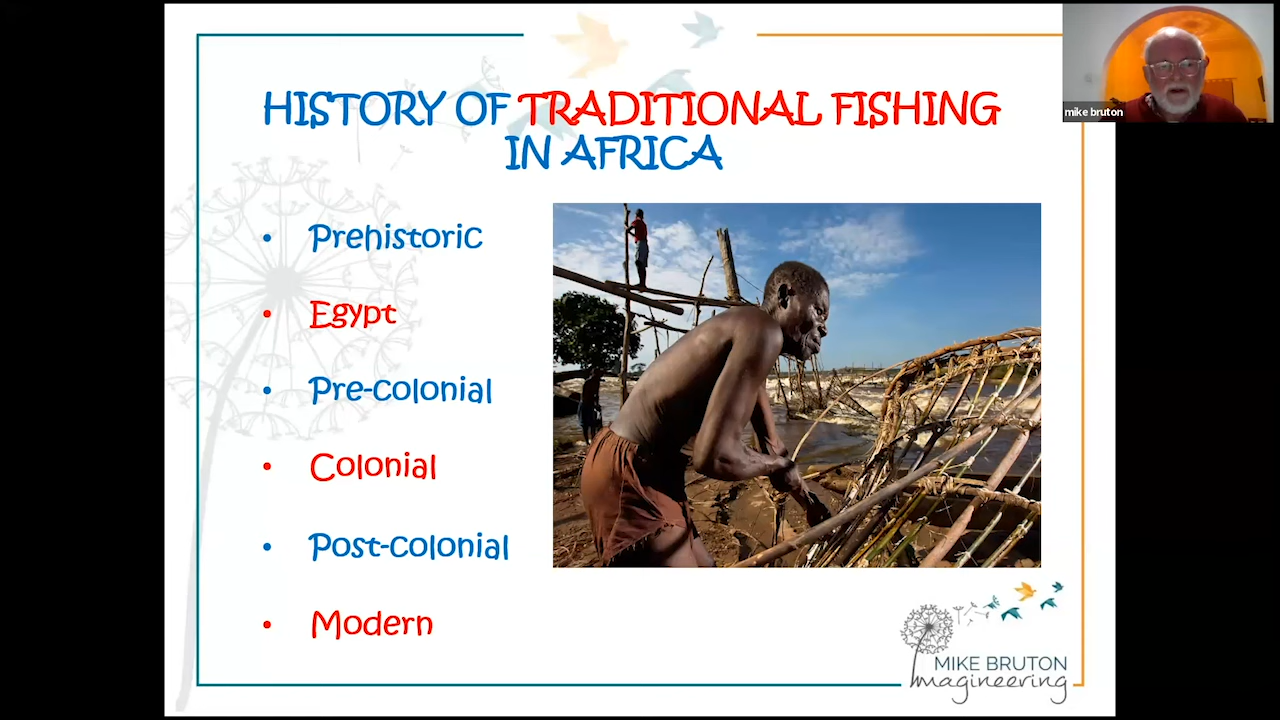 HISTORY OF TRADITIONAL FISHING
IN AFRICA
mike bruton
• Prehistoric
• Egypt
• Pre-colonial
• Colonial
• Post-colonial
• Modern
MIKE BRUTON
Imagineering